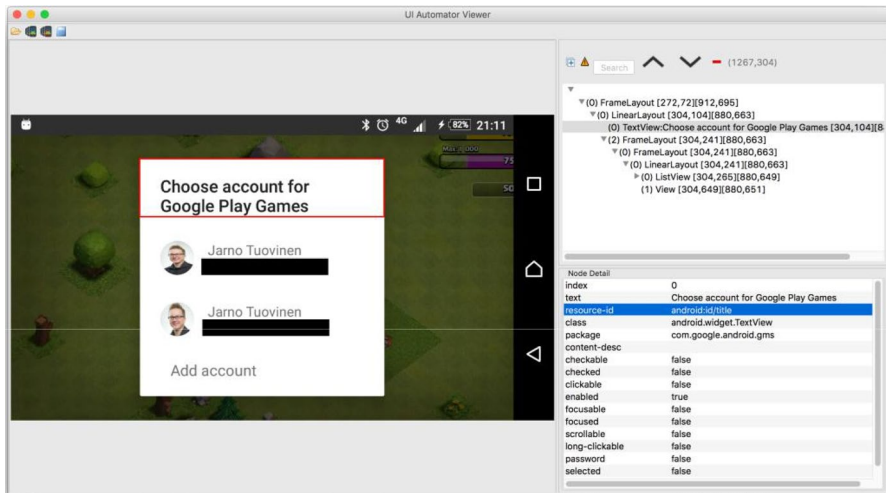 UI Automator Viewer
Search
(1267,304)
(0) FrameLayout [272,72][912,695]
(0) LinearLayout [304,104][880,663]
(0) TextView:Choose account for Google Play Games [304,104][8
(2) FrameLayout [304,241][880,663]
(0) FrameLayout [304,241][880,663]
(0) LinearLayout [304,241][880,663]
(0) ListView [304,265][880,649]
(1) View [304,649][880,651]
4G 82% 21:11
75
50
Choose account for
Google Play Games
Jarno Tuovinen
Jarno Tuovinen
Add account
Node Detail
index 0
text Choose account for Google Play Games
resource-id android:id/title
class android.widget.TextView
package com.google.android.gms
content-desc
checkable false
checked false
clickable false
enabled true
focusable false
focused false
scrollable false
long-clickable false
password false
selected false